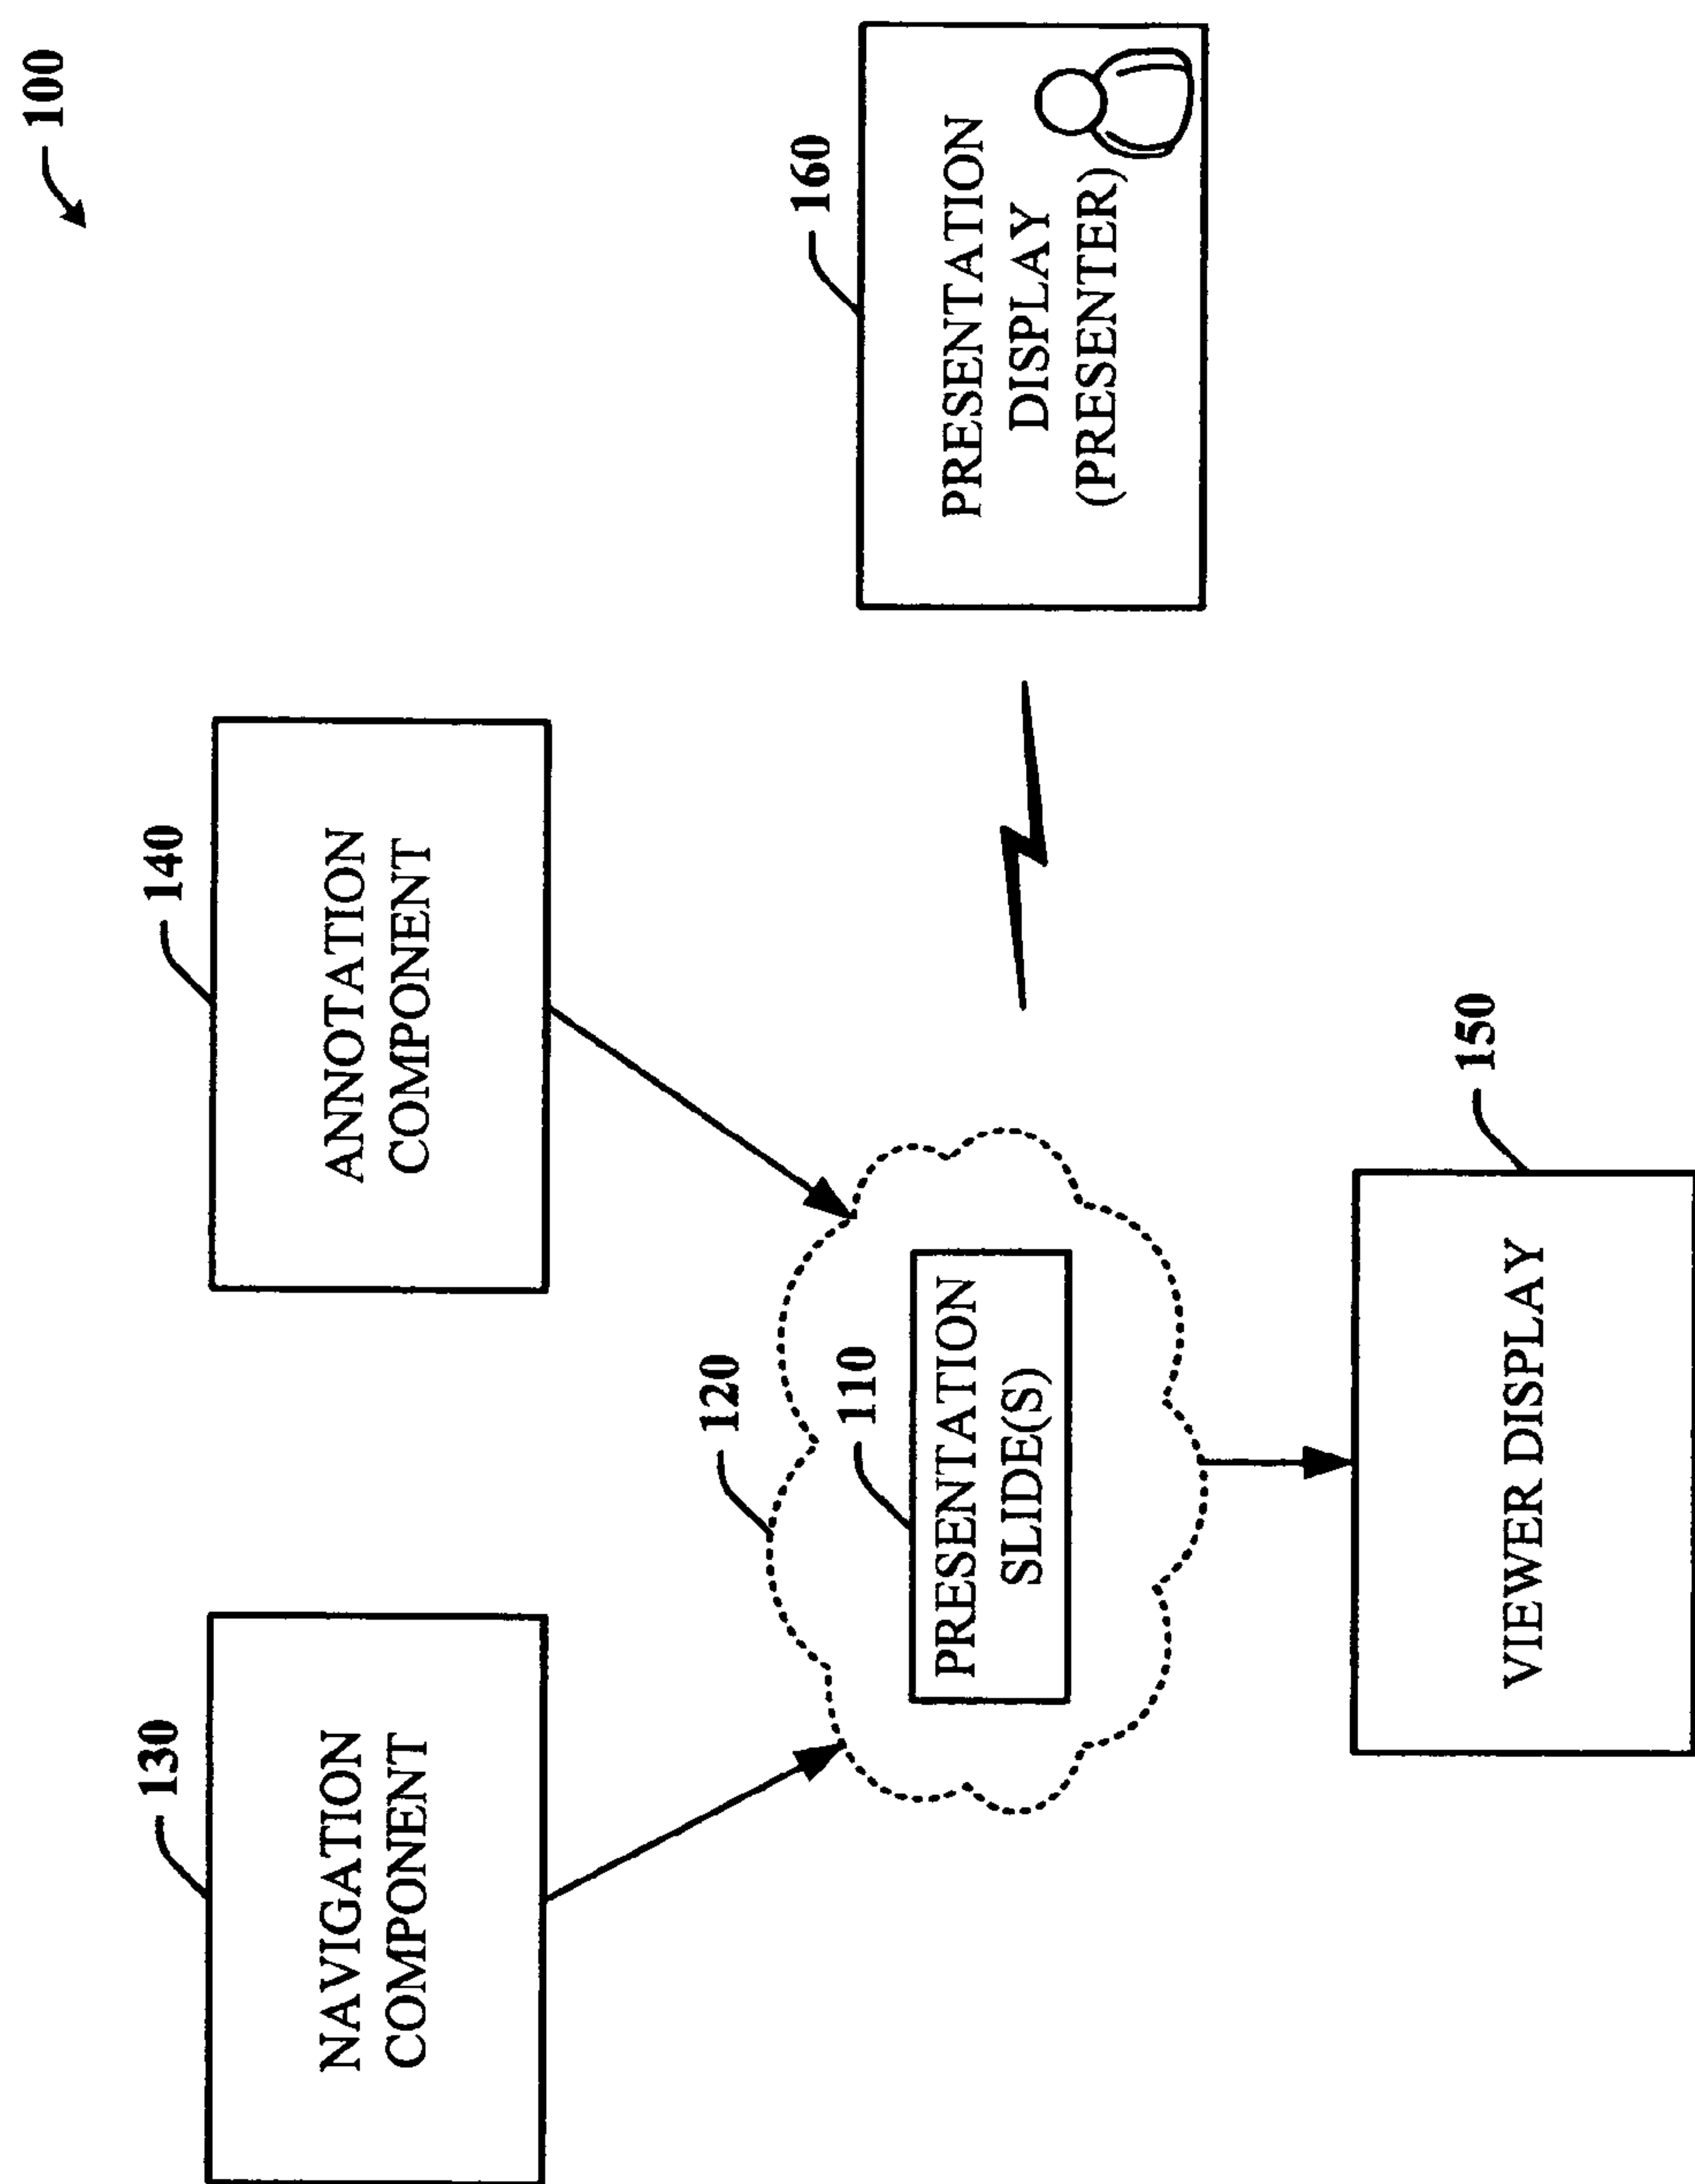 100
130
NAVIGATION
COMPONENT
140
ANNOTATION
COMPONENT
120
110
PRESENTATION
SLIDE(S)
160
PRESENTATION
DISPLAY
(PRESENTER)
150
VIEWER DISPLAY